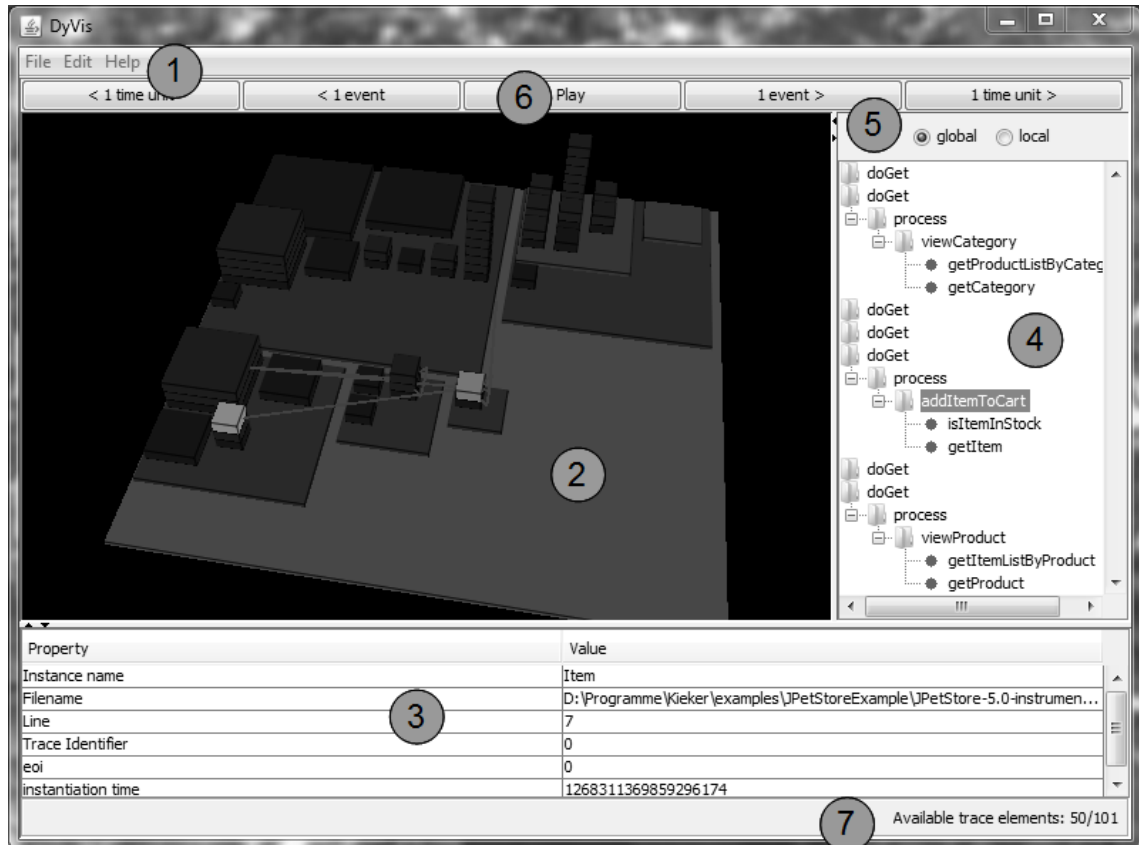 DyVis
File Edit Help
1
< 1 time unit
< 1 event
6
Play
1 event >
1 time unit >
5
global
local
doGet
doGet
process
viewCategory
getProductListByCateg
getCategory
doGet
doGet
doGet
4
process
addItemToCart
isItemInStock
getItem
doGet
doGet
process
viewProduct
getItemListByProduct
getProduct
2
Property Value
Instance name Item
Filename D:\Programme\Kieker\examples\JPetStoreExample\JPetStore-5.0-instrumen...
Line 7
3
Trace Identifier 0
eoi 0
instantiation time 1268311369859296174
7
Available trace elements: 50/101